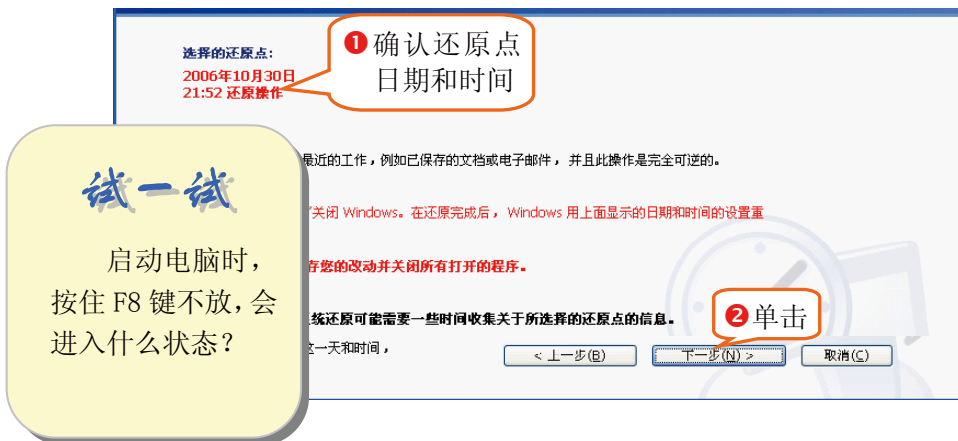 选择的还原点:
2006年10月30日
21:52 还原操作
❶确认还原点
日期和时间
最近的工作，例如已保存的文档或电子邮件， 并且此操作是完全可逆的。
关闭 Windows。在还原完成后， Windows 用上面显示的日期和时间的设置重
存您的改动并关闭所有打开的程序。
统还原可能需要一些时间收集关于所选择的还原点的信息。
这一天和时间，
❷单击
< 上一步(B)
下一步(N) >
取消(C)
试一试
启动电脑时，
按住 F8 键不放，会
进入什么状态？